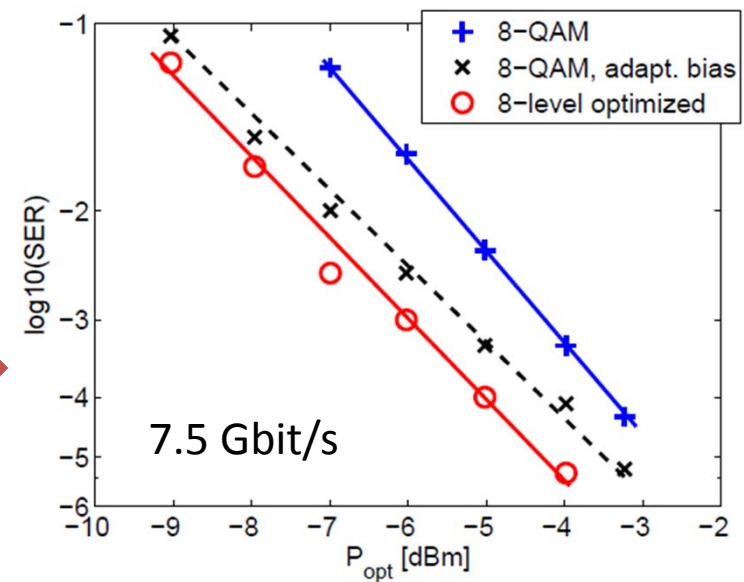 −1
8−QAM
8−QAM, adapt. bias
8−level optimized
−2
−3
−4
−5
−6
log10(SER)
7.5 Gbit/s
−10 −9 −8 −7 −6 −5 −4 −3 −2
P_opt [dBm]